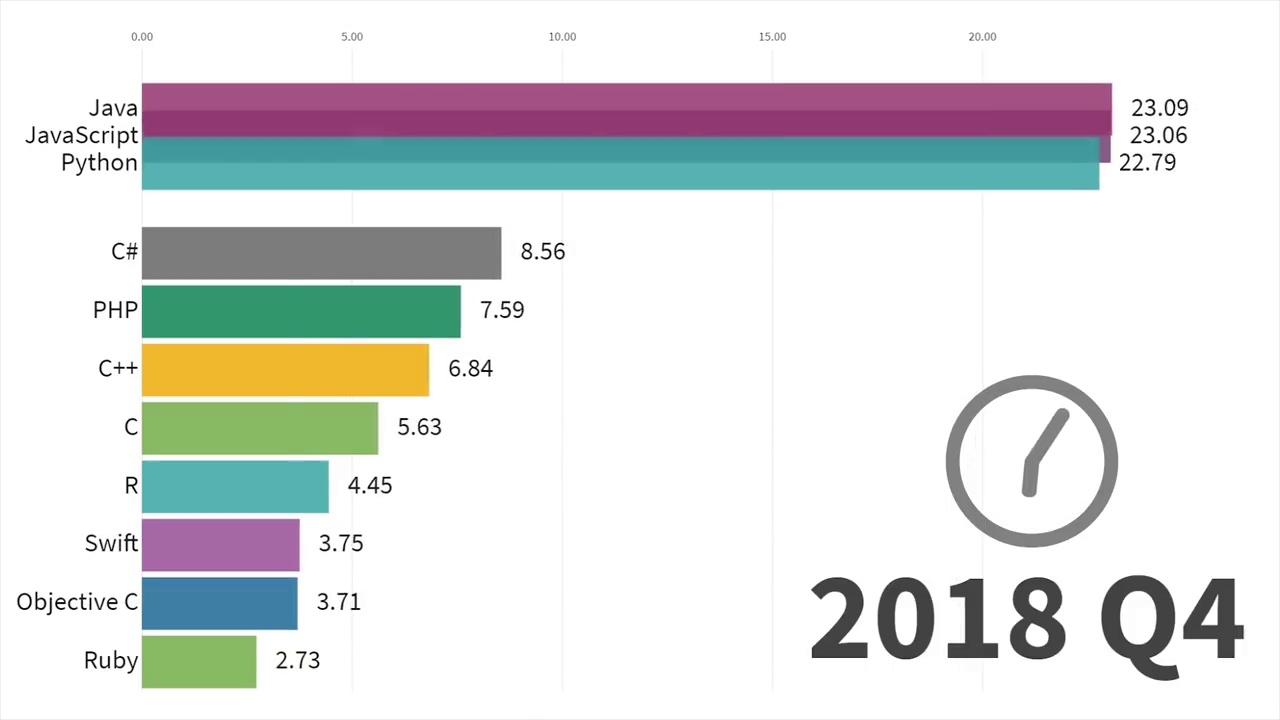 0.00 5.00 10.00 15.00 20.00
Java 23.09
JavaScript 23.06
Python 22.79
C# 8.56
PHP 7.59
C++ 6.84
C 5.63
R 4.45
Swift 3.75
Objective C 3.71
Ruby 2.73
2018 Q4